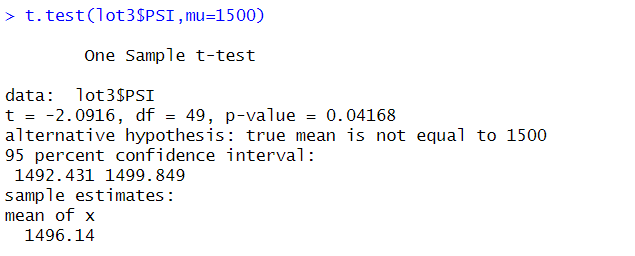 > t.test(lot3$PSI,mu=1500)
One Sample t-test
data:  lot3$PSI
t = -2.0916, df = 49, p-value = 0.04168
alternative hypothesis: true mean is not equal to 1500
95 percent confidence interval:
1492.431 1499.849
sample estimates:
mean of x
1496.14